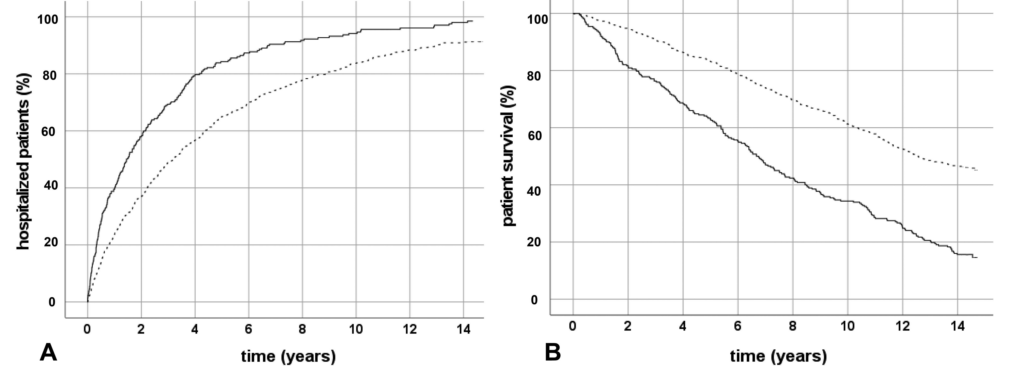 hospitalized patients (%)
100
80
60
40
20
0
0 2 4 6 8 10 12 14
time (years)
A
patient survival (%)
100
80
60
40
20
0
0 2 4 6 8 10 12 14
time (years)
B